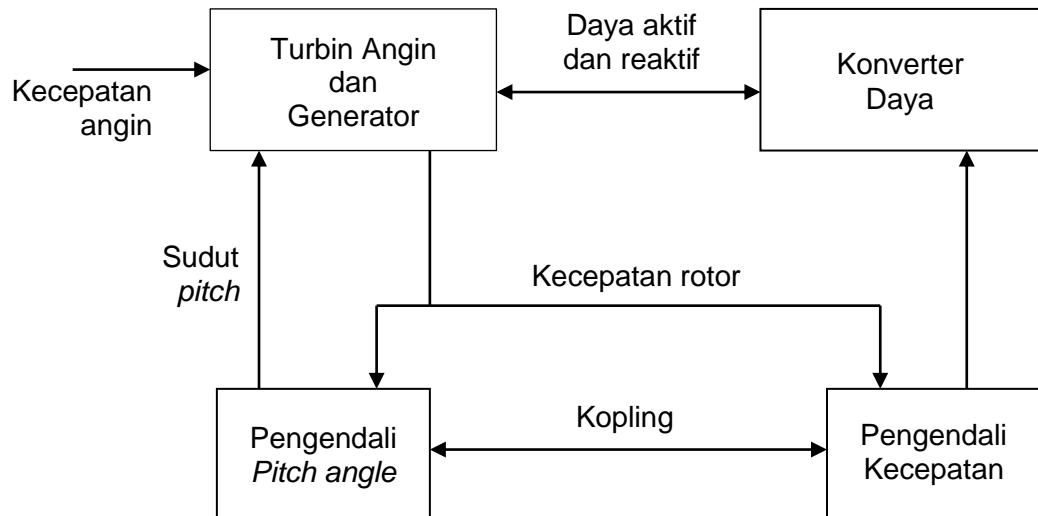 Kecepatan
angin
Turbin Angin
dan
Generator
Daya aktif
dan reaktif
Konverter
Daya
Sudut
pitch
Kecepatan rotor
Pengendali
Pitch angle
Kopling
Pengendali
Kecepatan